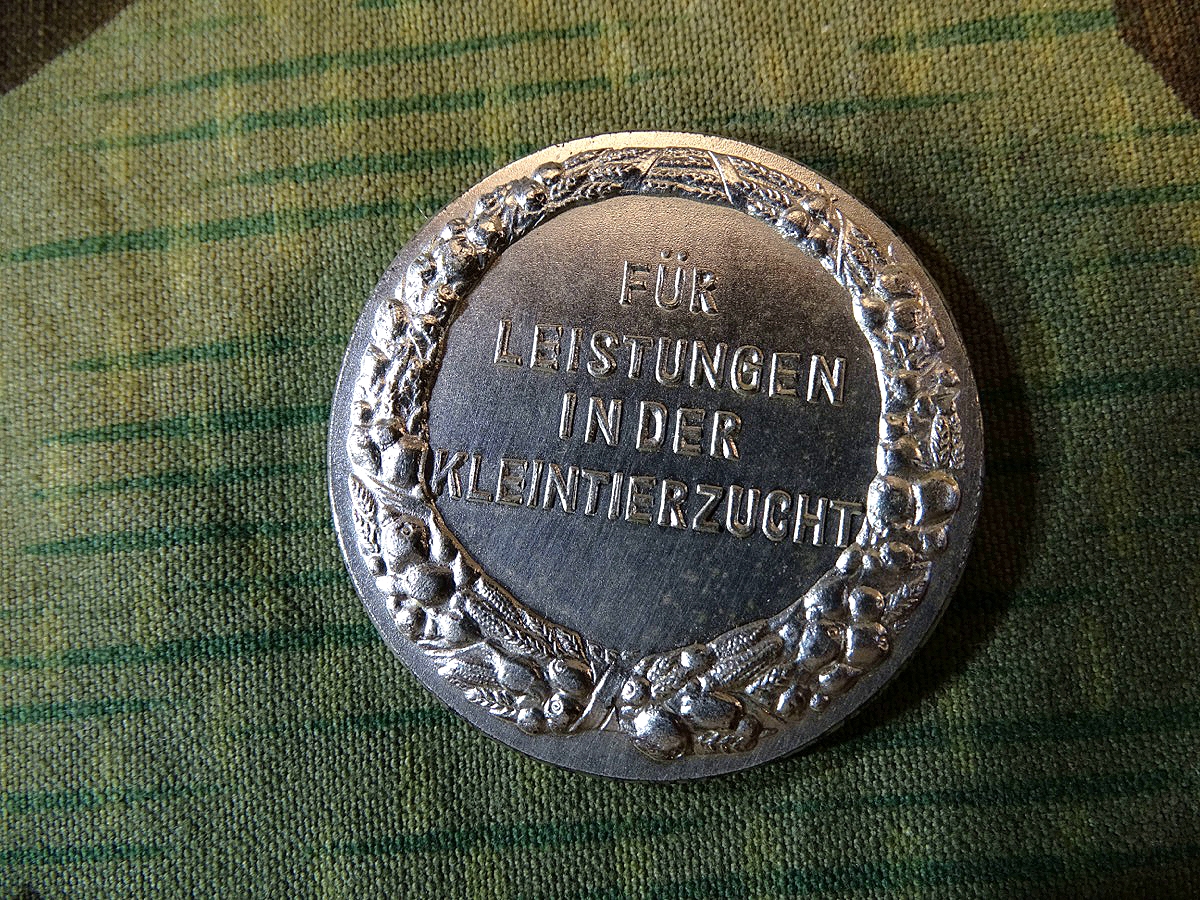 FÜR
LEISTUNGEN
IN DER
KLEINTIERZUCHT